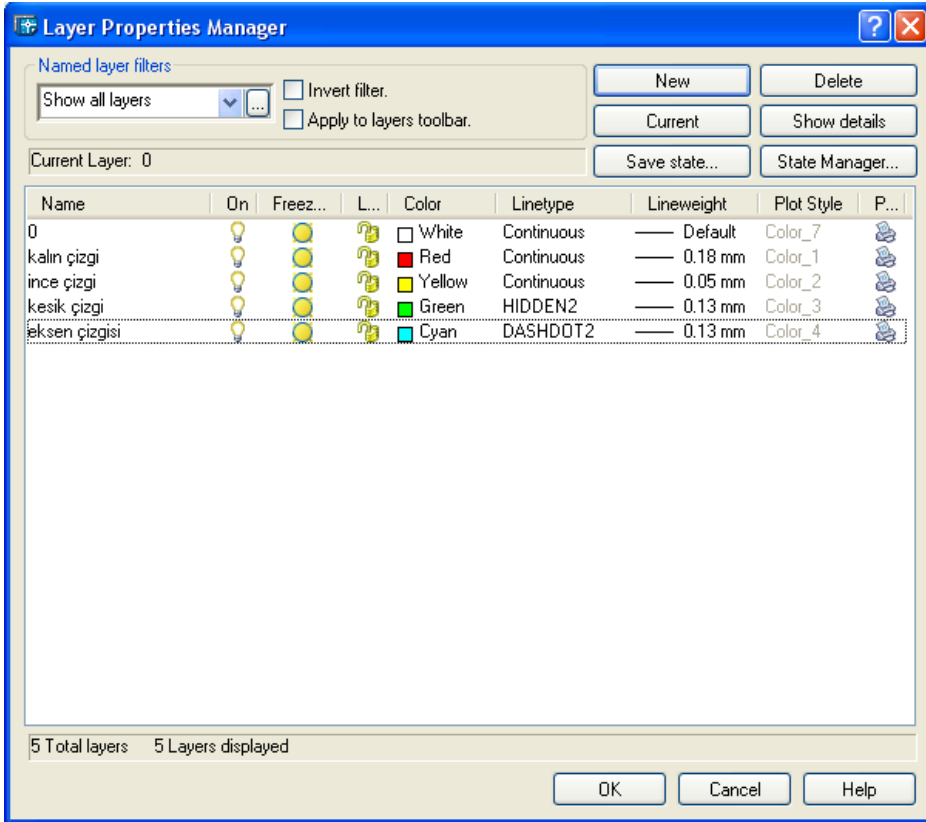 Layer Properties Manager
Named layer filters
Show all layers ...
Invert filter.
Apply to layers toolbar.
New Delete
Current Show details
Current Layer: 0
Save state... State Manager...
Name On Freez... L... Color Linetype Lineweight Plot Style P...
0 White Continuous Default Color_7
kalın çizgi Red Continuous 0.18 mm Color_1
ince çizgi Yellow Continuous 0.05 mm Color_2
kesik çizgi Green HIDDEN2 0.13 mm Color_3
eksen çizgisi Cyan DASHDOT2 0.13 mm Color_4
5 Total layers 5 Layers displayed
OK Cancel Help